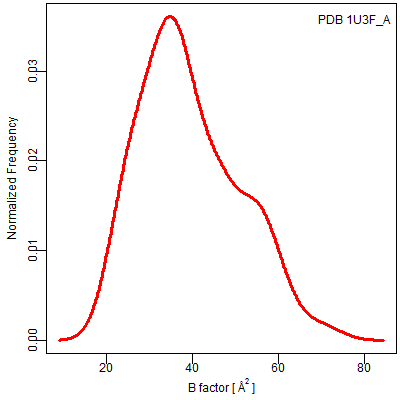 PDB 1U3F_A
Normalized Frequency
0.00 0.01 0.02 0.03
20 40 60 80
B factor [ Å2 ]